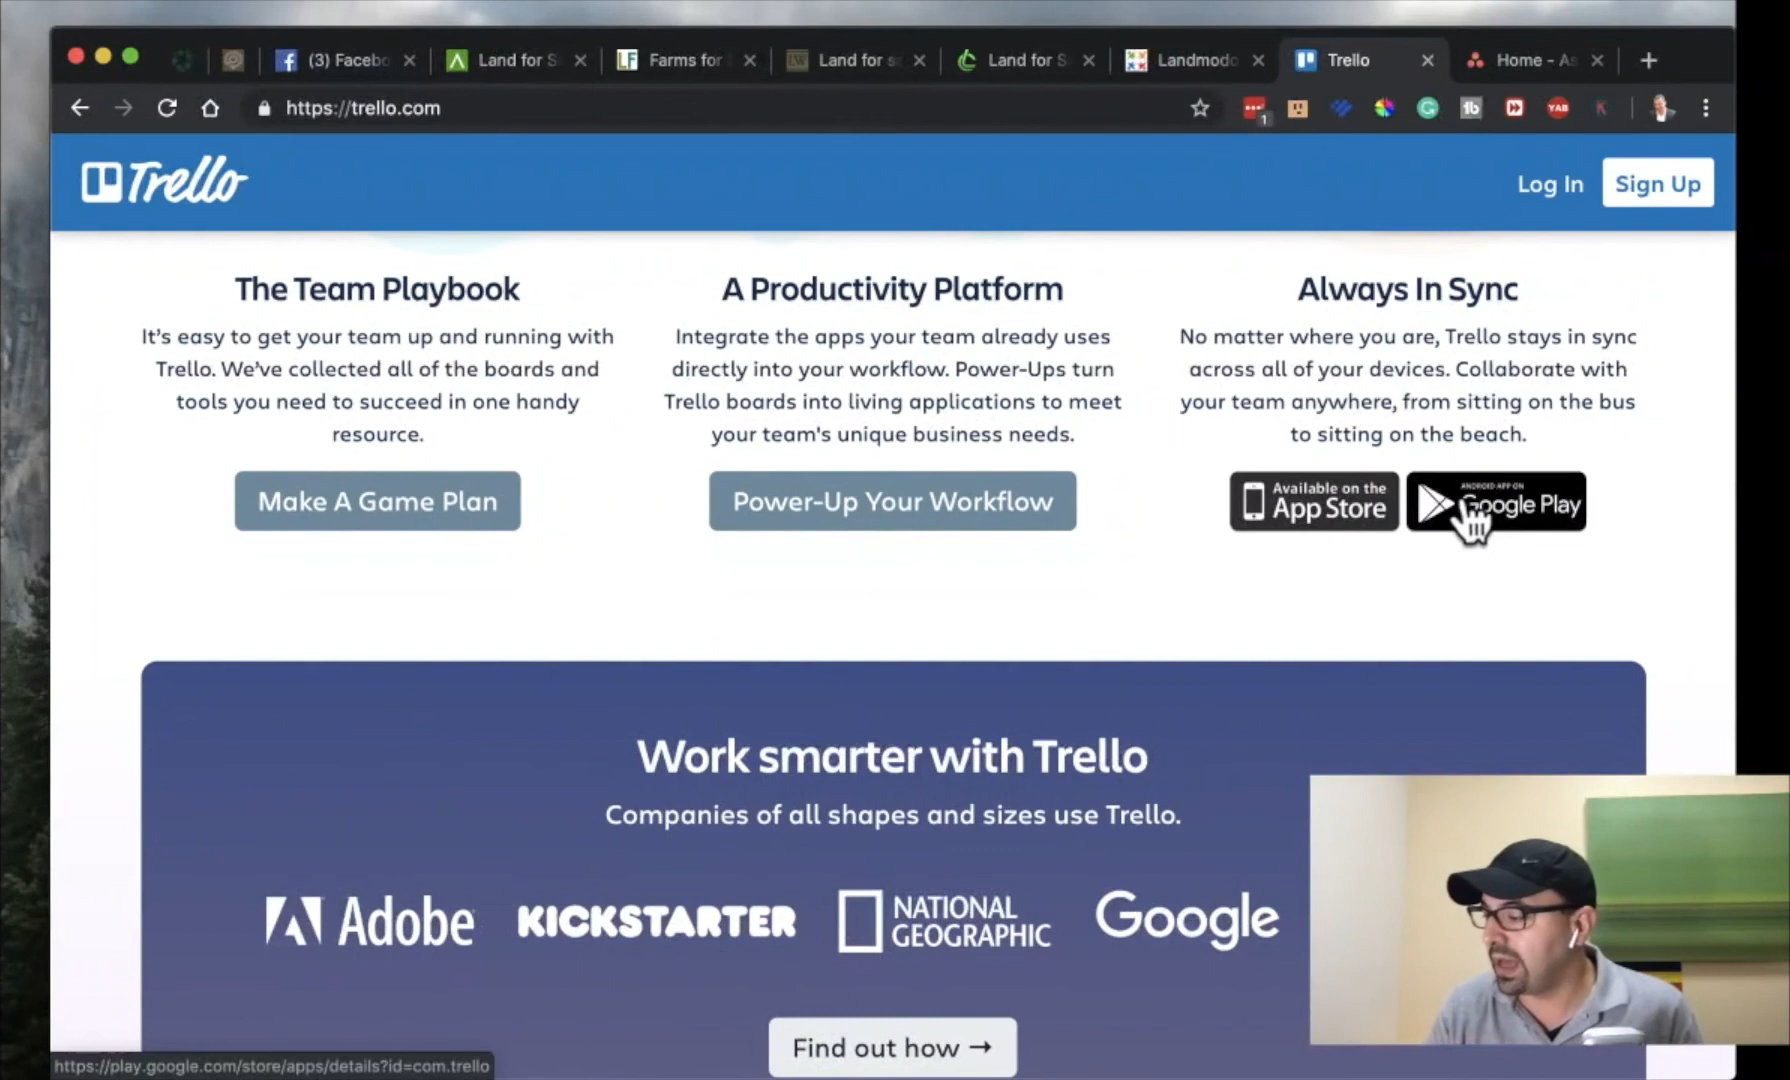 (3) Facebo
Land for S
Farms for
Land for s
Land for S
Landmodo
Trello
Home - As
https://trello.com
1
YAB
K
Trello
Log In
Sign Up
The Team Playbook
It's easy to get your team up and running with
Trello. We've collected all of the boards and
tools you need to succeed in one handy
resource.
Make A Game Plan
A Productivity Platform
Integrate the apps your team already uses
directly into your workflow. Power-Ups turn
Trello boards into living applications to meet
your team's unique business needs.
Power-Up Your Workflow
Always In Sync
No matter where you are, Trello stays in sync
across all of your devices. Collaborate with
your team anywhere, from sitting on the bus
to sitting on the beach.
Available on the
App Store
ANDROID APP ON
Google Play
Work smarter with Trello
Companies of all shapes and sizes use Trello.
Adobe
KICKSTARTER
NATIONAL
GEOGRAPHIC
Google
Find out how →
https://play.google.com/store/apps/details?id=com.trello